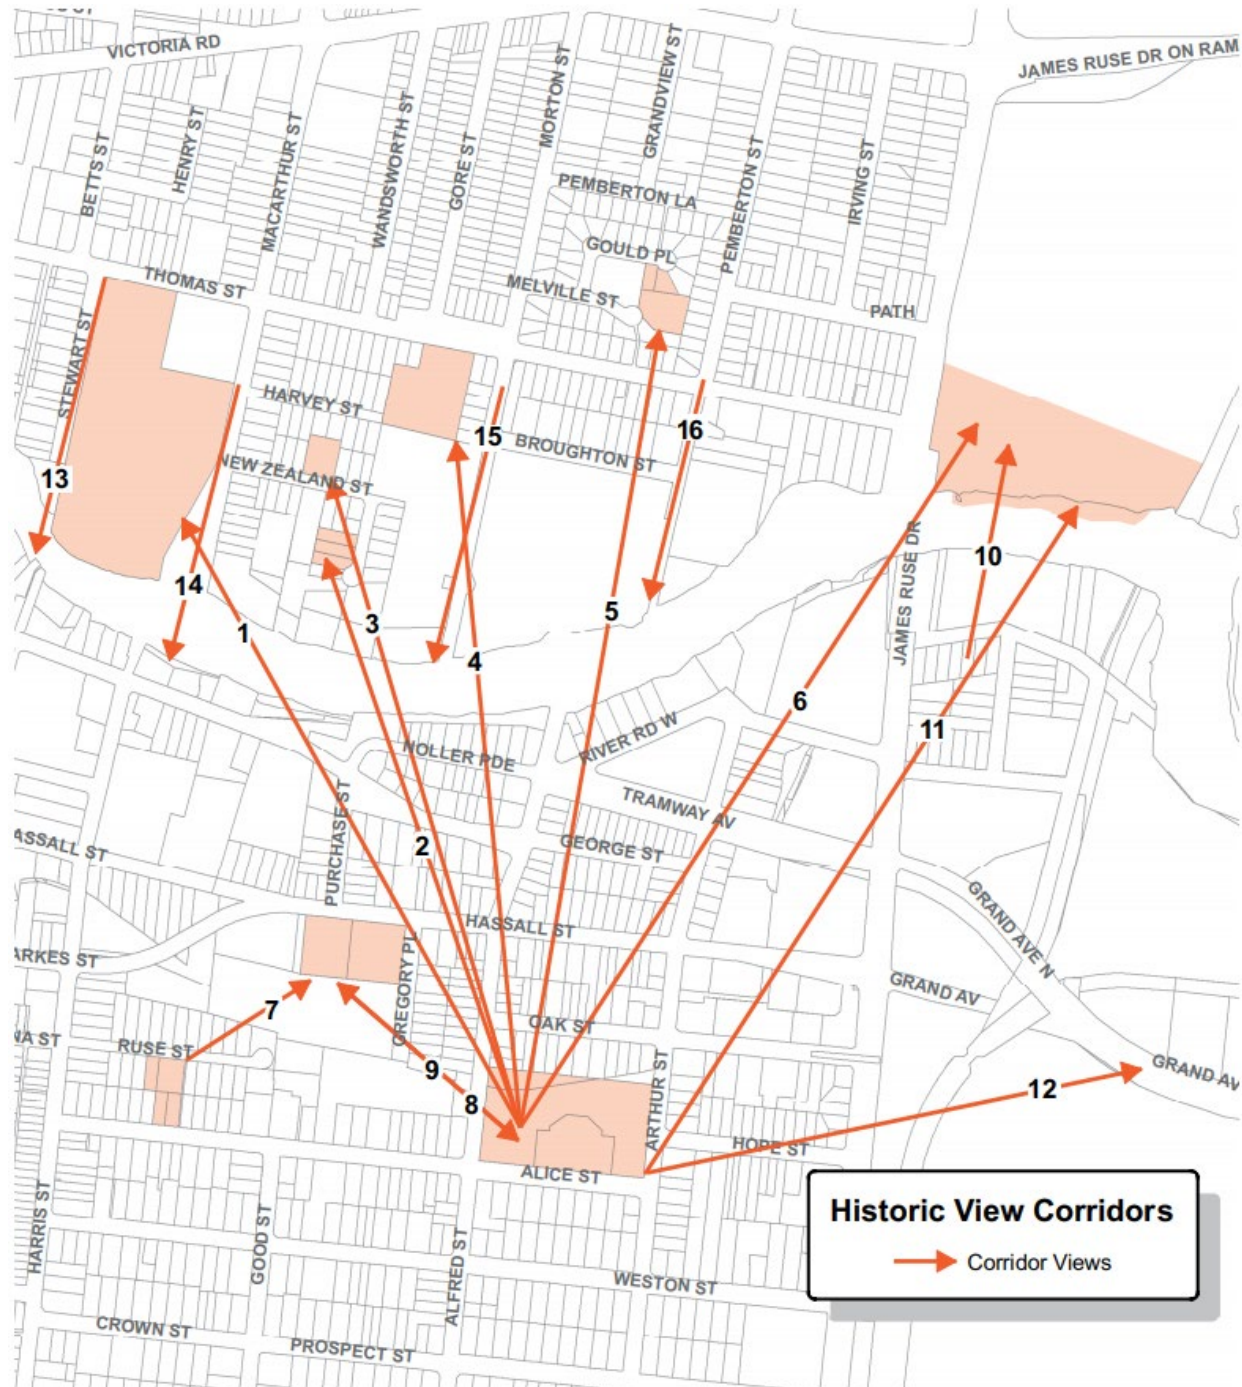 VICTORIA RD
JAMES RUSE DR ON RAM
BETTS ST
HENRY ST
MACARTHUR ST
WANDSWORTH ST
GORE ST
MORTON ST
GRANDVIEW ST
PEMBERTON ST
IRVING ST
PEMBERTON LA
GOULD PL
MELVILLE ST
THOMAS ST
PATH
STEWART ST
HARVEY ST
BROUGHTON ST
NEW ZEALAND ST
13
14
15
16
1
3
4
5
10
JAMES RUSE DR
6
11
RIVER RD W
NOLLER PDE
TRAMWAY AV
GEORGE ST
PURCHASE ST
2
ASSALL ST
HASSALL ST
GRAND AVE N
ARKES ST
GREGORY PL
GRAND AV
7
OAK ST
NA ST
RUSE ST
9
8
ARTHUR ST
12
GRAND AV
HOPE ST
ALICE ST
HARRIS ST
GOOD ST
ALFRED ST
WESTON ST
CROWN ST
PROSPECT ST
Historic View Corridors
Corridor Views